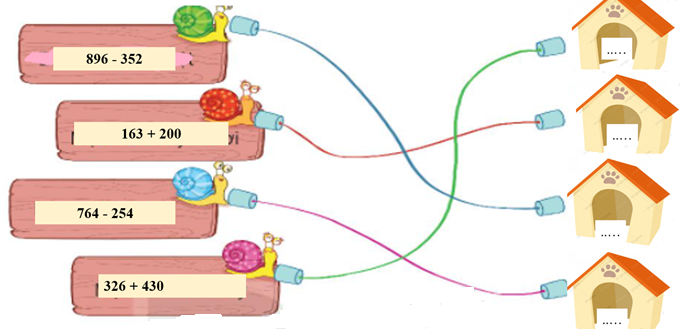 896 - 352
.....
163 + 200
.....
764 - 254
.....
326 + 430
.....